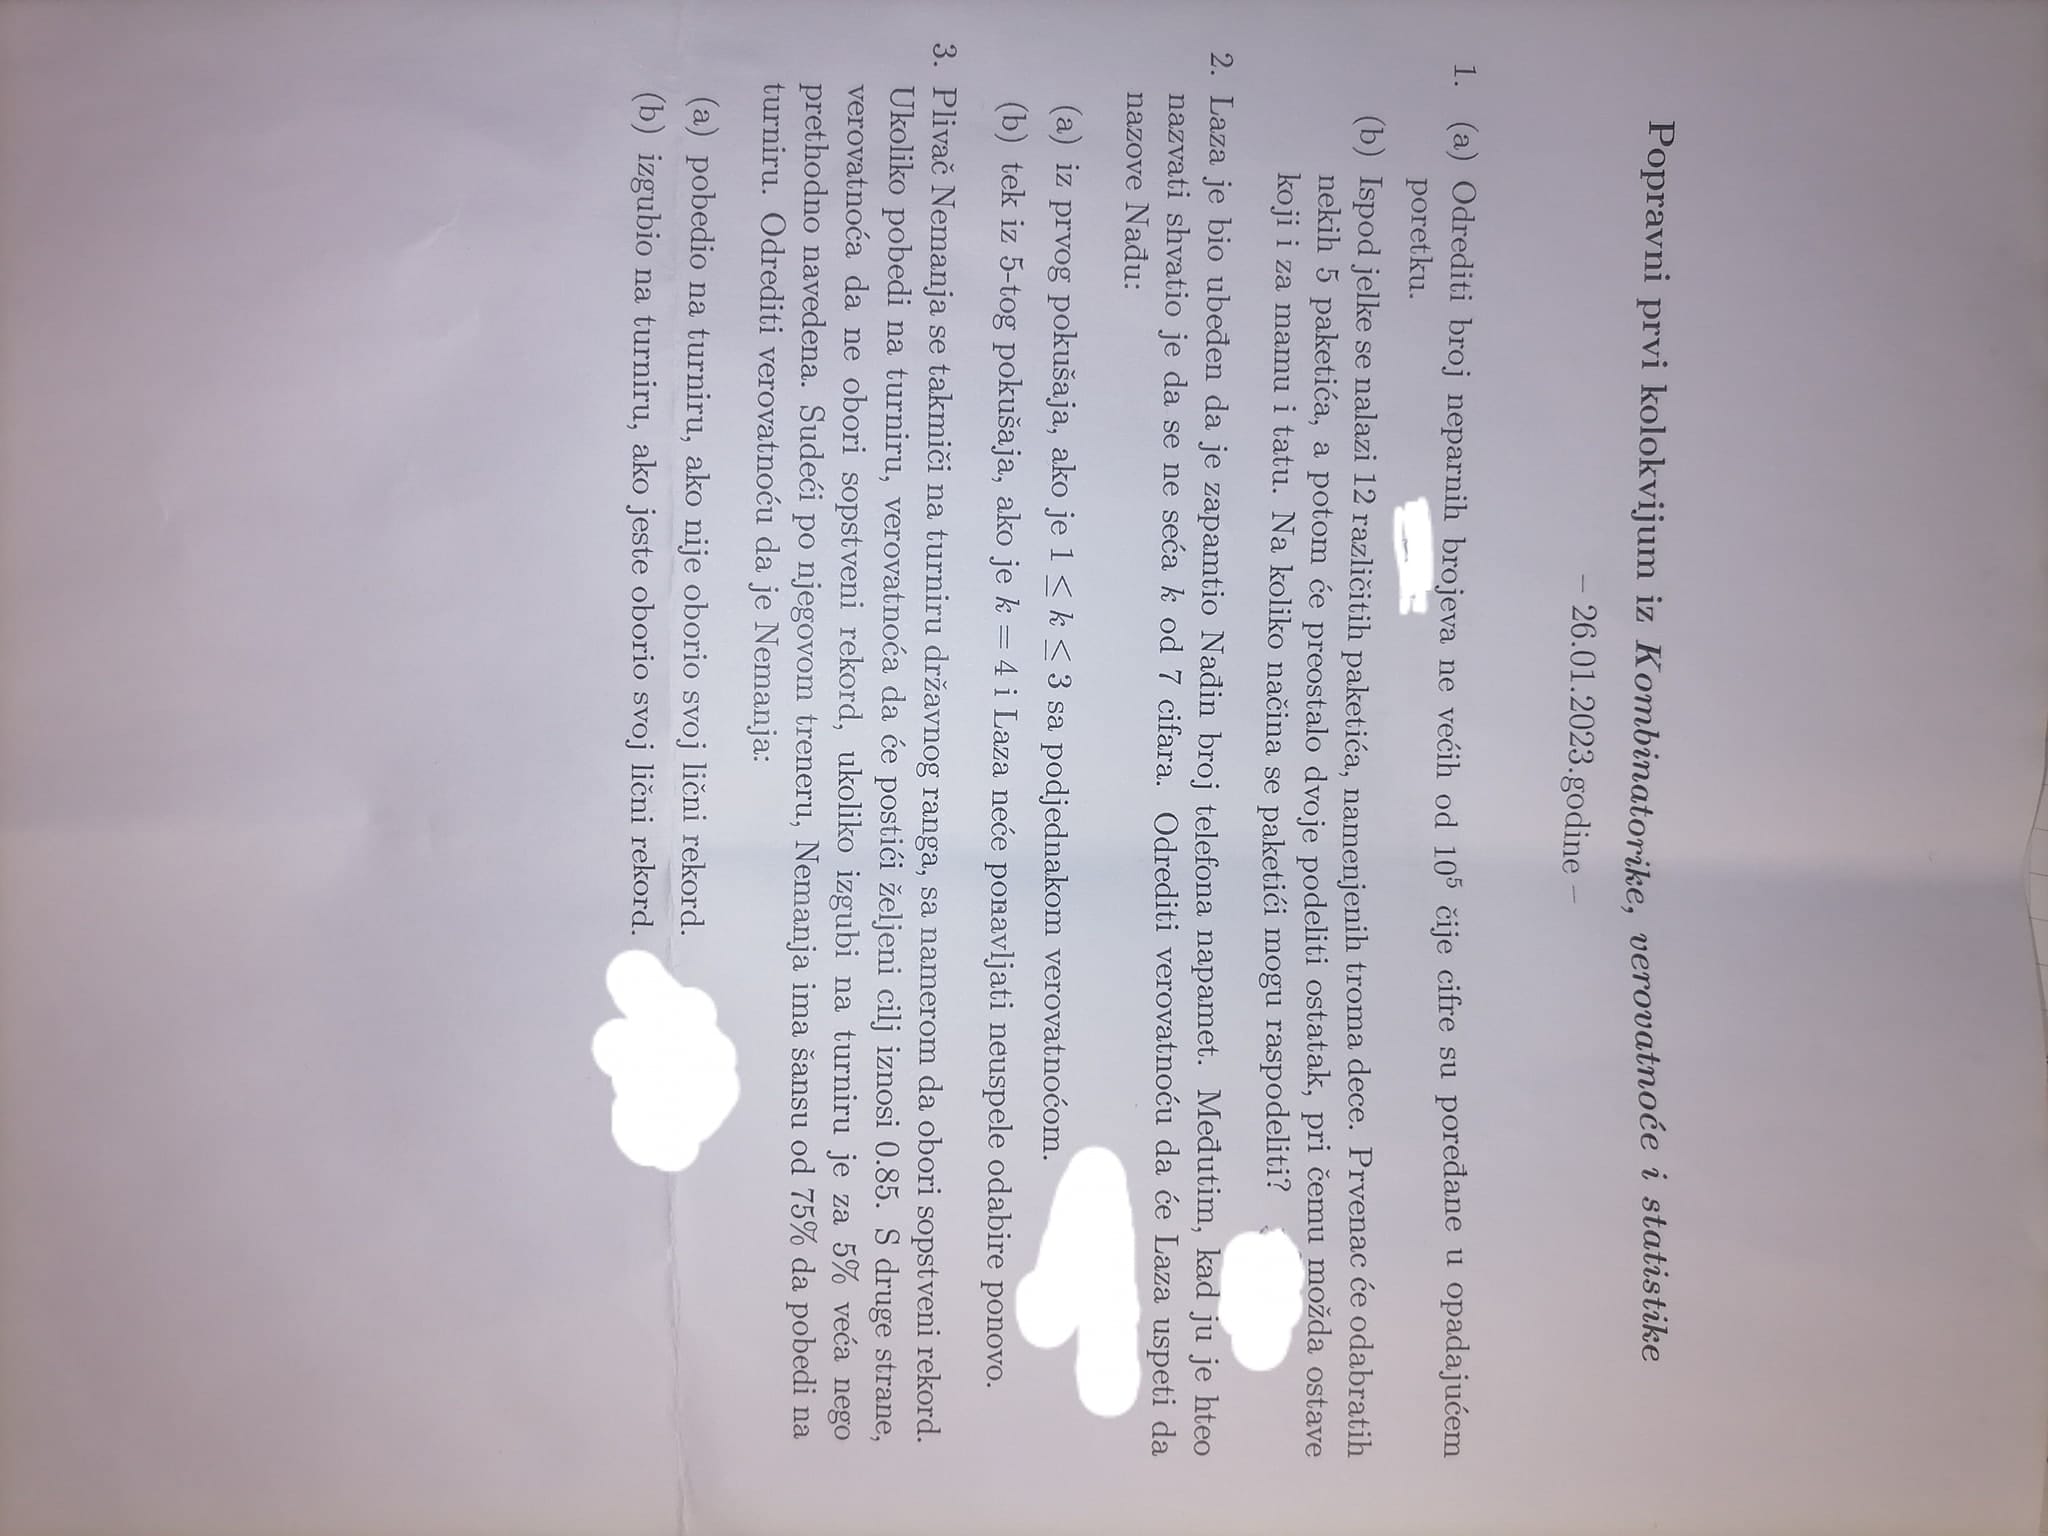 Popravni prvi kolokvijum iz Kombinatorike, verovatnoće i statistike
– 26.01.2023.godine –
1. (a) Odrediti broj neparnih brojeva ne većih od 10⁵ čije cifre su poređane u opadajućem
poretku.
(b) Ispod jelke se nalazi 12 različitih paketića, namenjenih troma dece. Prvenac će odabratih
nekih 5 paketića, a potom će preostalo dvoje podeliti ostatak, pri čemu možda ostave
koji i za mamu i tatu. Na koliko načina se paketići mogu raspodeliti?
2. Laza je bio ubeđen da je zapamtio Nađin broj telefona napamet. Međutim, kad ju je hteo
nazvati shvatio je da se ne seća k od 7 cifara. Odrediti verovatnoću da će Laza uspeti da
nazove Nađu:
(a) iz prvog pokušaja, ako je 1 ≤ k ≤ 3 sa podjednakom verovatnoćom.
(b) tek iz 5-tog pokušaja, ako je k = 4 i Laza neće ponavljati neuspele odabire ponovo.
3. Plivač Nemanja se takmiči na turniru državnog ranga, sa namerom da obori sopstveni rekord.
Ukoliko pobedi na turniru, verovatnoća da će postići željeni cilj iznosi 0.85. S druge strane,
verovatnoća da ne obori sopstveni rekord, ukoliko izgubi na turniru je za 5% veća nego
prethodno navedena. Sudeći po njegovom treneru, Nemanja ima šansu od 75% da pobedi na
turniru. Odrediti verovatnoću da je Nemanja:
(a) pobedio na turniru, ako nije oborio svoj lični rekord.
(b) izgubio na turniru, ako jeste oborio svoj lični rekord.